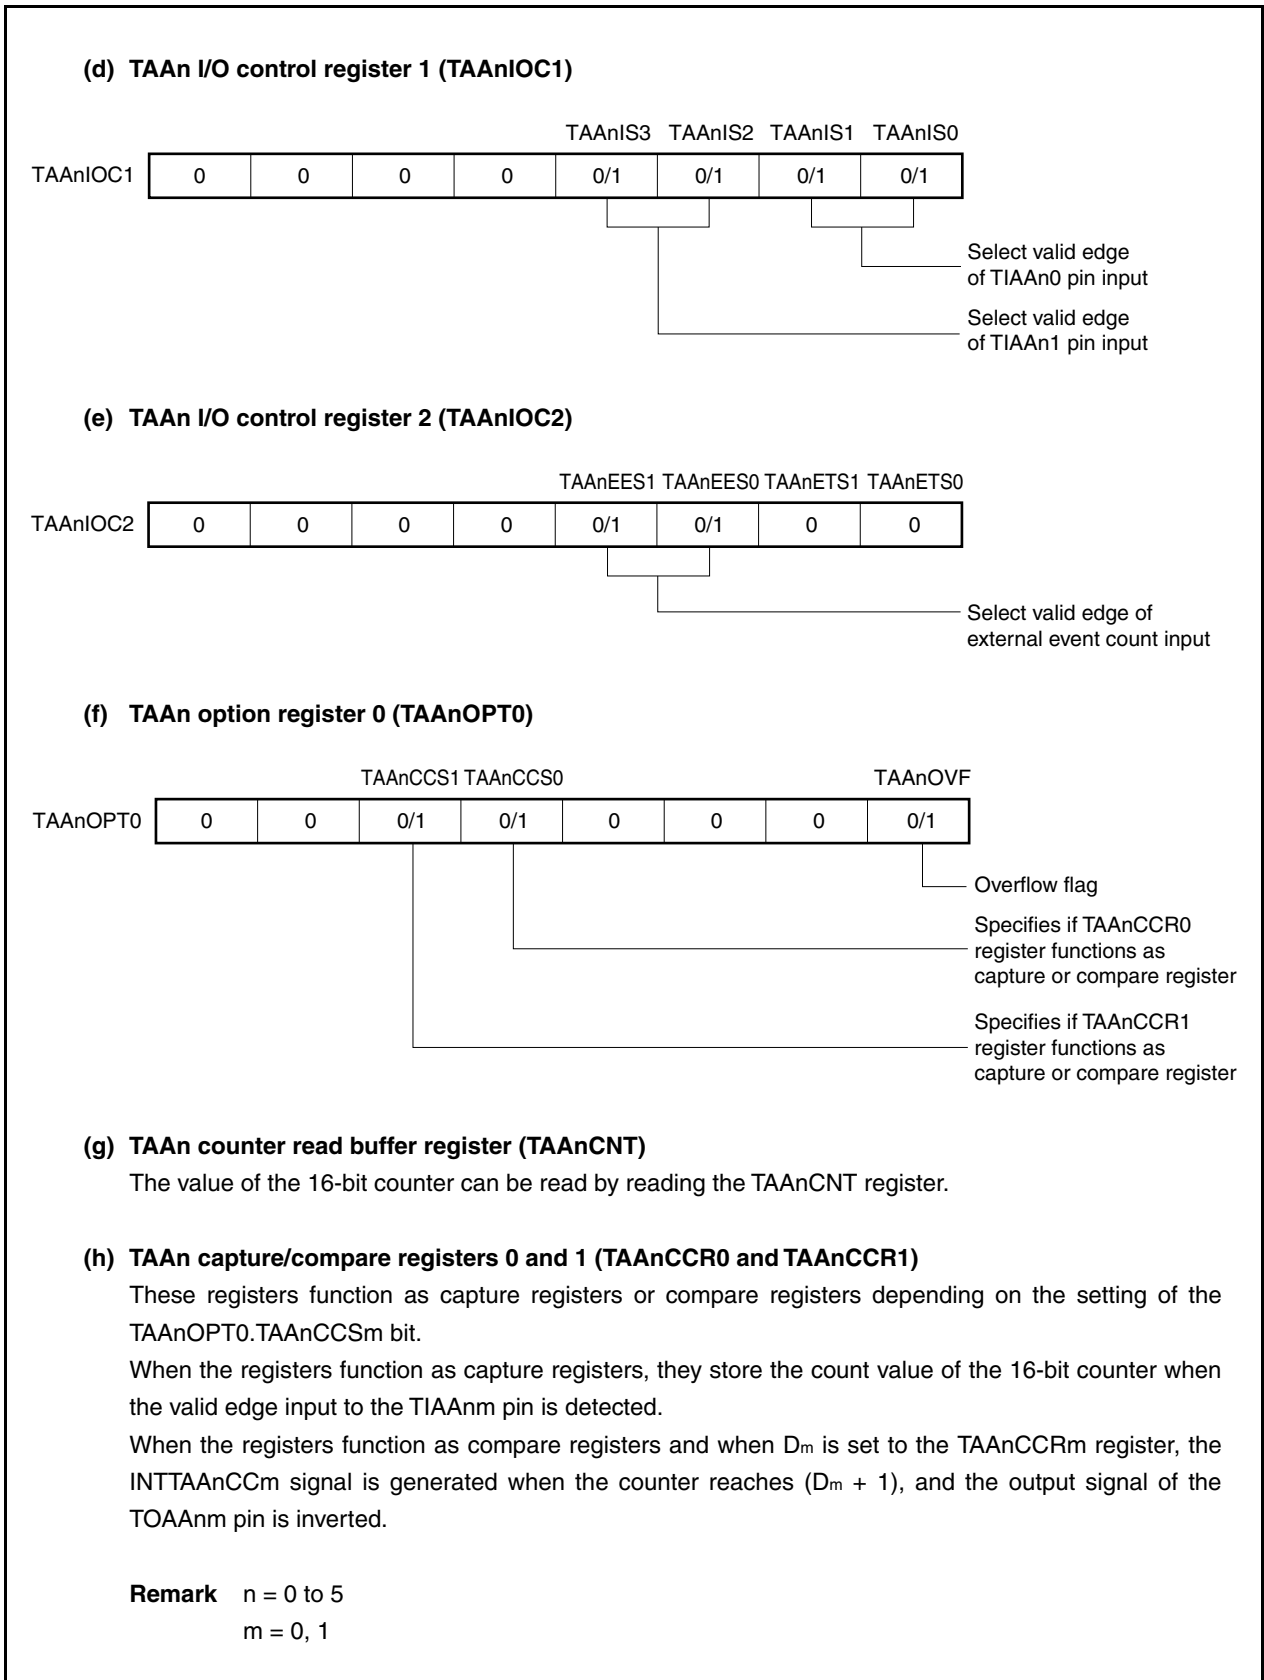 (d) TAAn I/O control register 1 (TAAnIOC1)
TAAnIS3 TAAnIS2 TAAnIS1 TAAnIS0
TAAnIOC1 0 0 0 0 0/1 0/1 0/1 0/1
Select valid edge
of TIAAn0 pin input
Select valid edge
of TIAAn1 pin input
(e) TAAn I/O control register 2 (TAAnIOC2)
TAAnEES1 TAAnEES0 TAAnETS1 TAAnETS0
TAAnIOC2 0 0 0 0 0/1 0/1 0 0
Select valid edge of
external event count input
(f) TAAn option register 0 (TAAnOPT0)
TAAnCCS1 TAAnCCS0 TAAnOVF
TAAnOPT0 0 0 0/1 0/1 0 0 0 0/1
Overflow flag
Specifies if TAAnCCR0
register functions as
capture or compare register
Specifies if TAAnCCR1
register functions as
capture or compare register
(g) TAAn counter read buffer register (TAAnCNT)
The value of the 16-bit counter can be read by reading the TAAnCNT register.
(h) TAAn capture/compare registers 0 and 1 (TAAnCCR0 and TAAnCCR1)
These registers function as capture registers or compare registers depending on the setting of the
TAAnOPT0.TAAnCCSm bit.
When the registers function as capture registers, they store the count value of the 16-bit counter when
the valid edge input to the TIAAnm pin is detected.
When the registers function as compare registers and when Dm is set to the TAAnCCRm register, the
INTTAAnCCm signal is generated when the counter reaches (Dm + 1), and the output signal of the
TOAAnm pin is inverted.
Remark n = 0 to 5
m = 0, 1